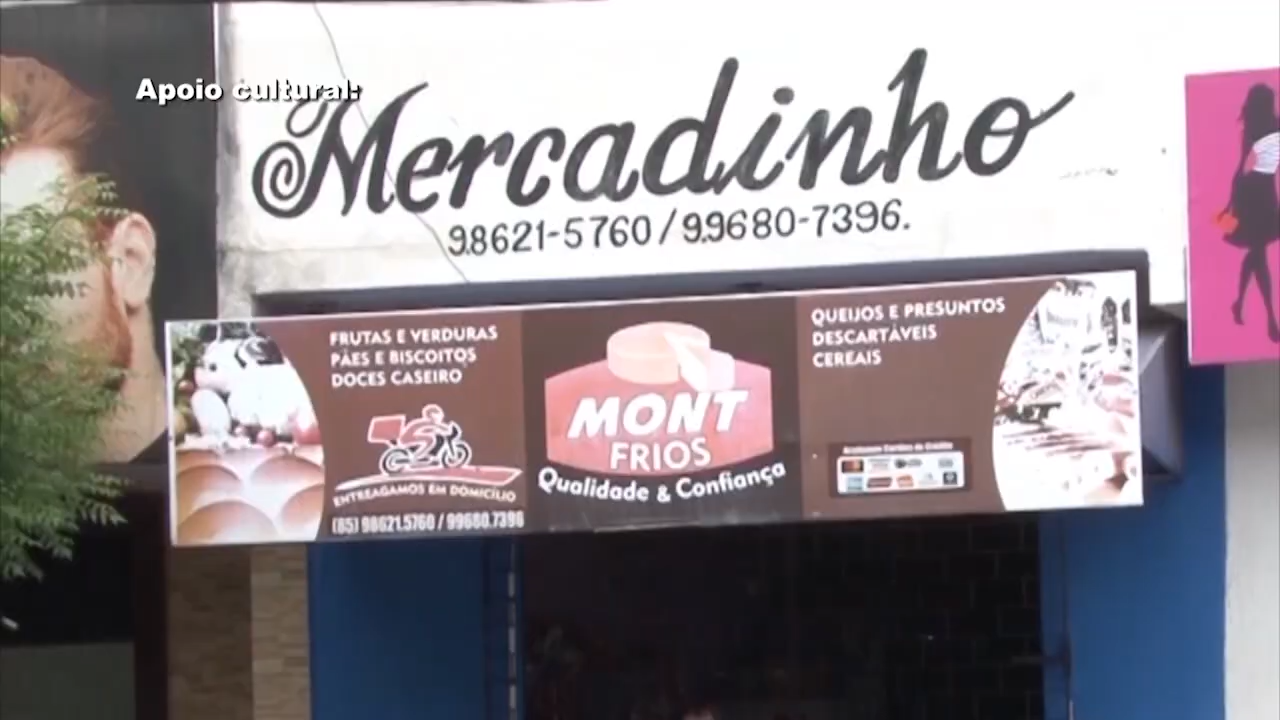 Apoio cultural:
Mercadinho
98621-5760 / 99680-7396.
FRUTAS E VERDURAS
PÃES E BISCOITOS
DOCES CASEIRO
ENTREAGAMOS EM DOMICÍLIO
(85) 98621.5760 / 99680.7396
MONT
FRIOS
Qualidade & Confiança
QUEIJOS E PRESUNTOS
DESCARTÁVEIS
CEREAIS